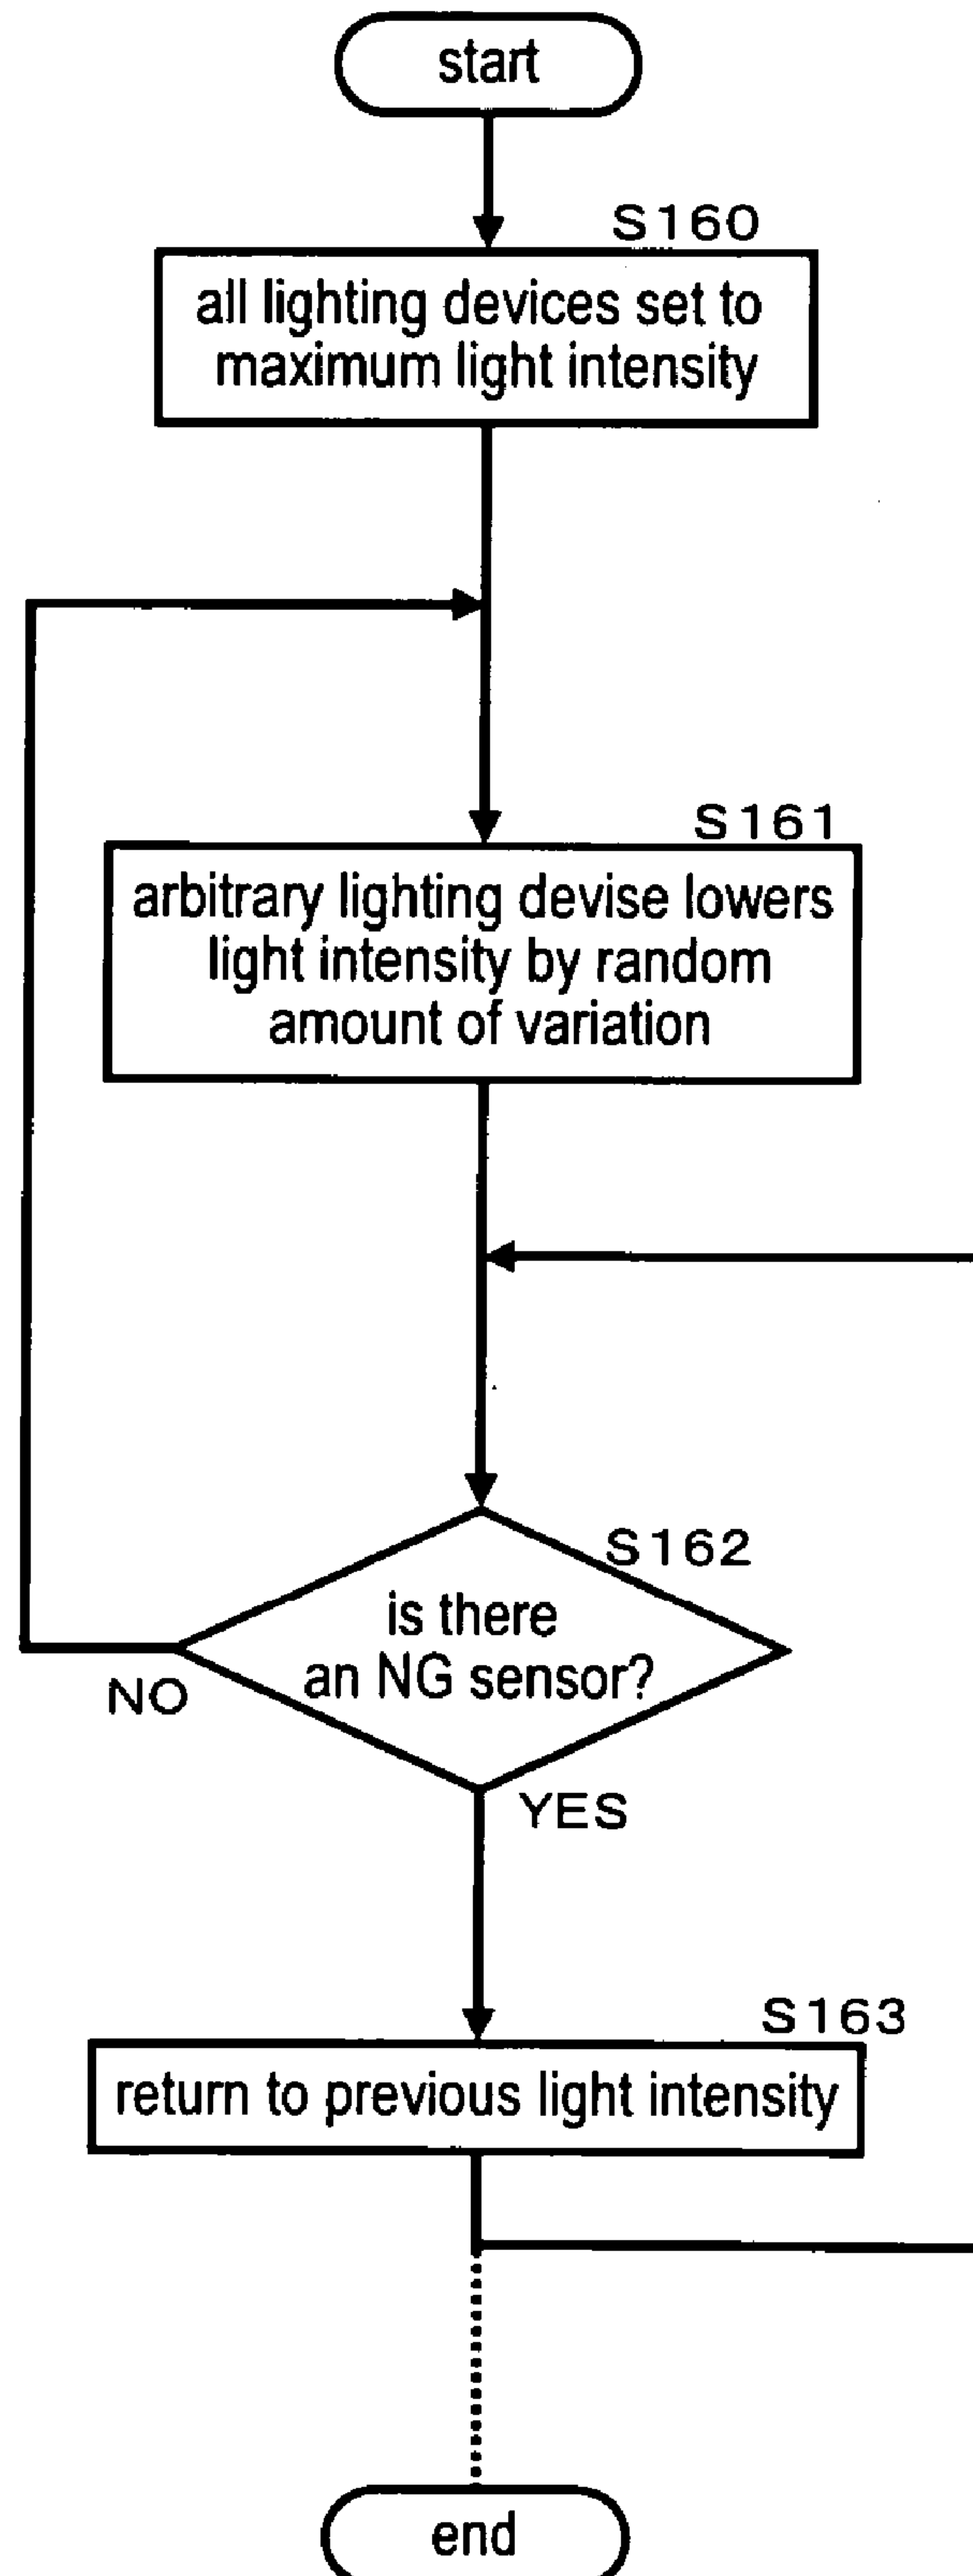 start
S160
all lighting devices set to
maximum light intensity
S161
arbitrary lighting devise lowers
light intensity by random
amount of variation
S162
is there
an NG sensor?
NO
YES
S163
return to previous light intensity
end